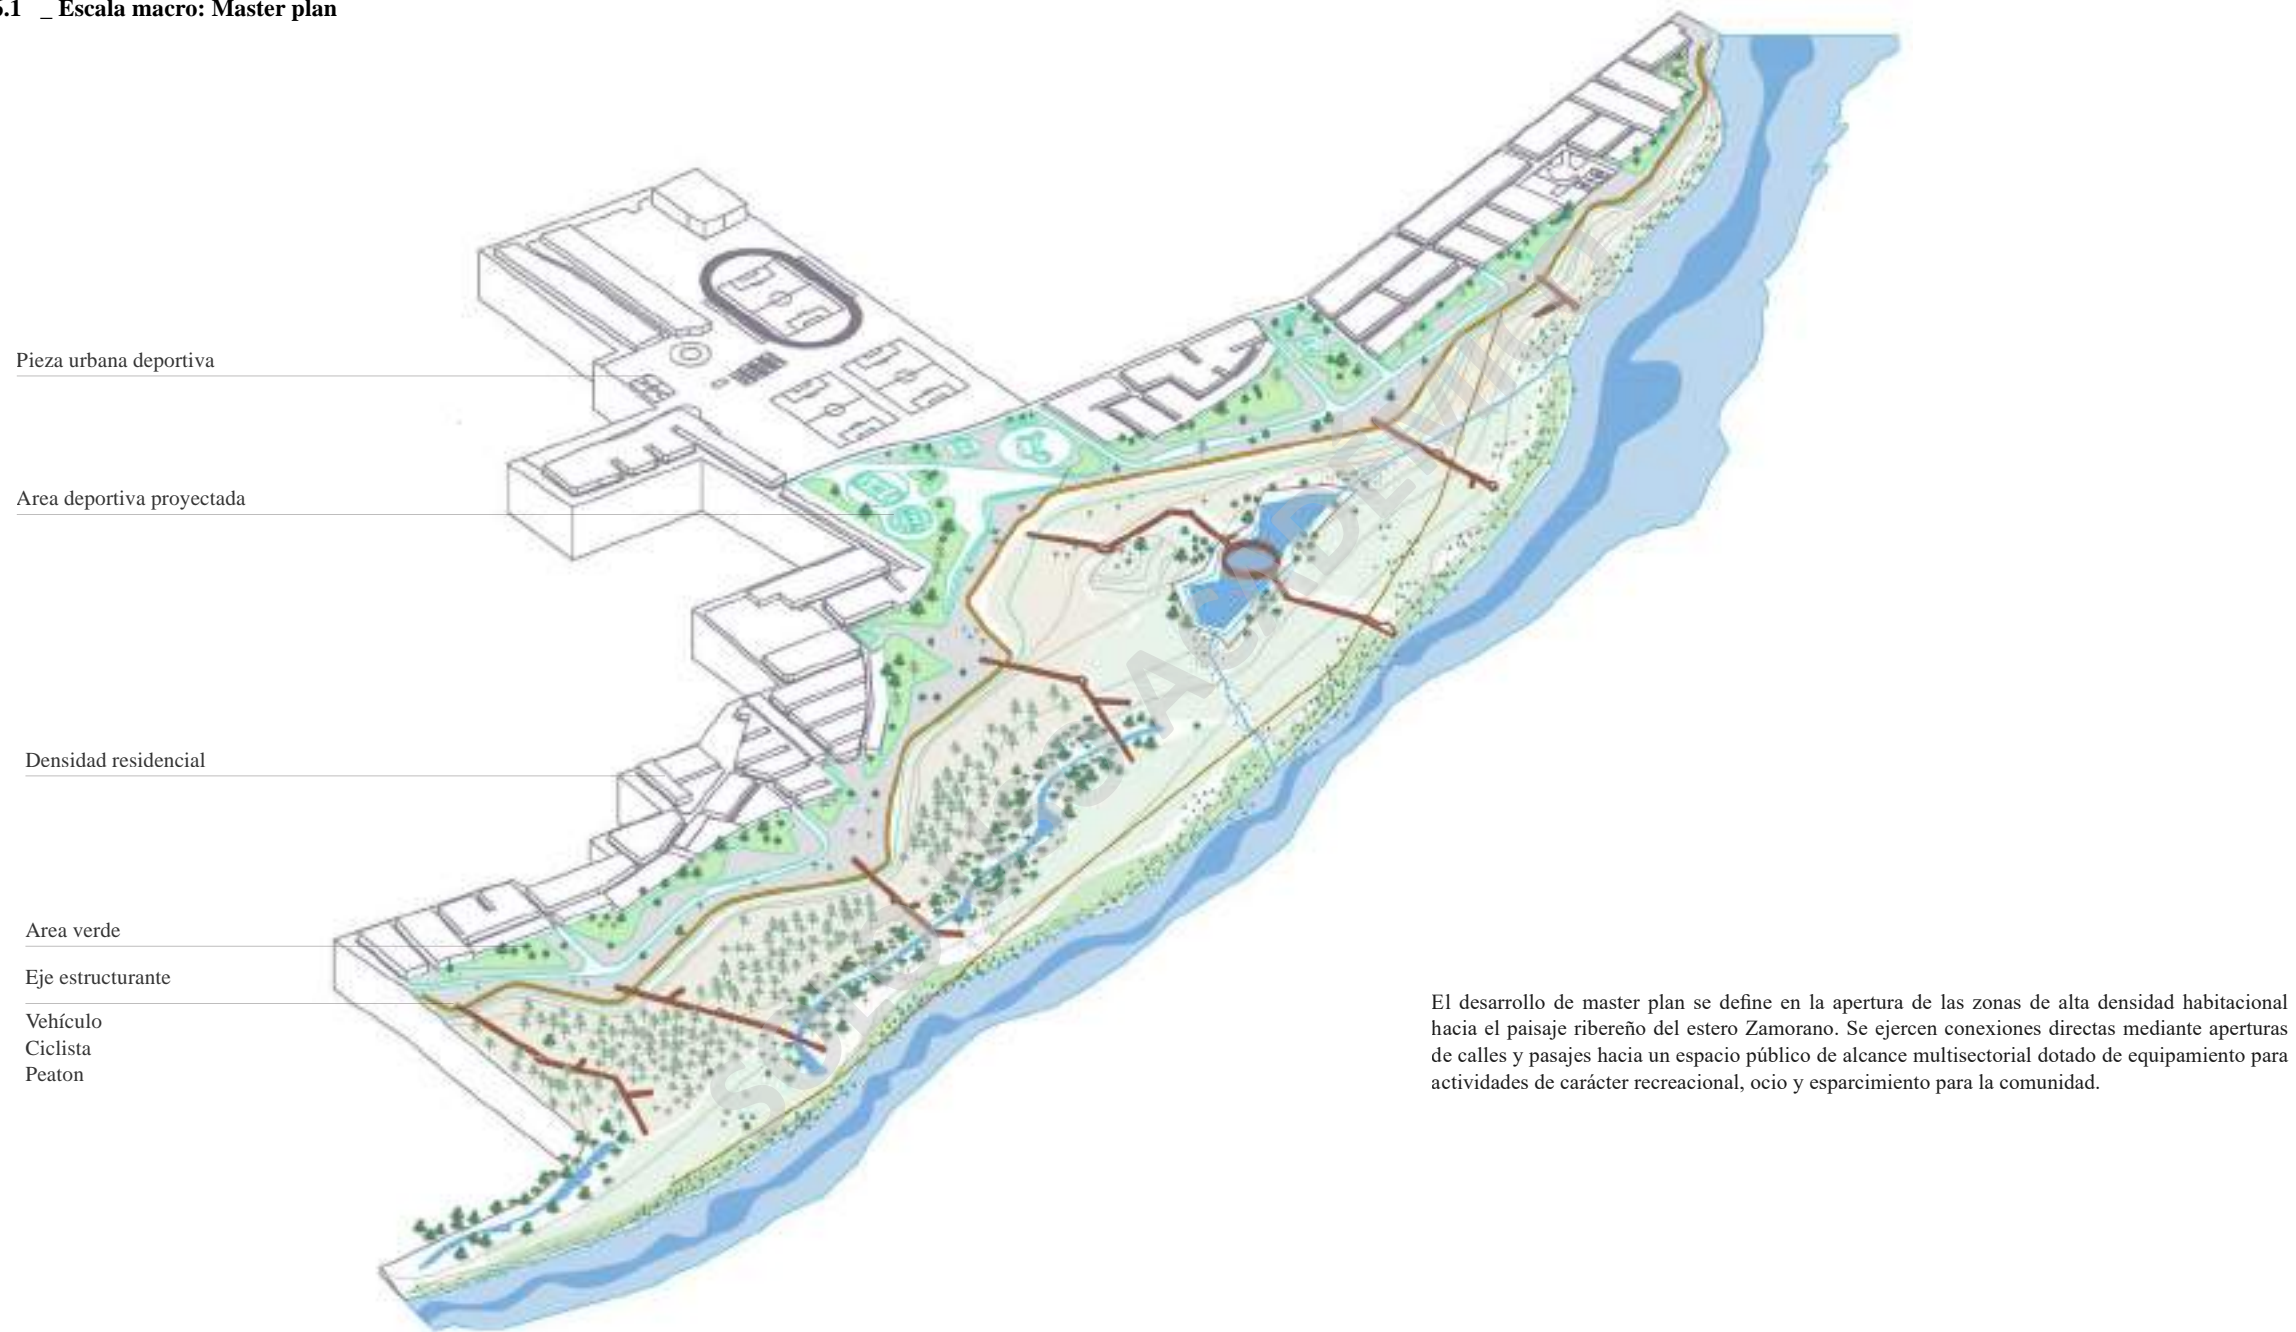 5.1 _ Escala macro: Master plan
Pieza urbana deportiva
Area deportiva proyectada
Densidad residencial
Area verde
Eje estructurante
Vehículo
Ciclista
Peaton
El desarrollo de master plan se define en la apertura de las zonas de alta densidad habitacional
hacia el paisaje ribereño del estero Zamorano. Se ejercen conexiones directas mediante aperturas
de calles y pasajes hacia un espacio público de alcance multisectorial dotado de equipamiento para
actividades de carácter recreacional, ocio y esparcimiento para la comunidad.
SOLO USO ACADÉMICO